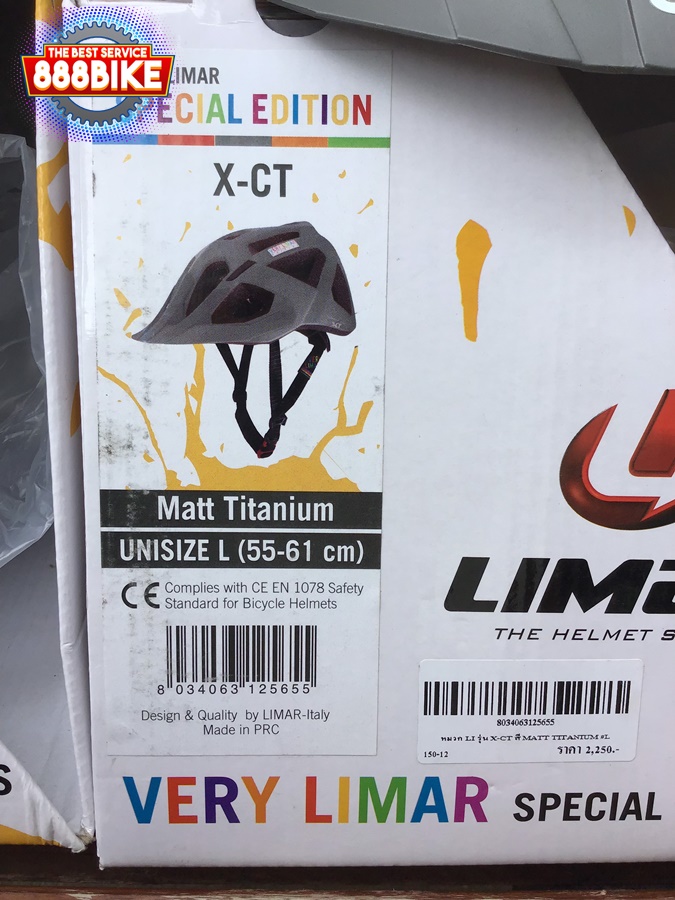 THE BEST SERVICE
888BIKE
LIMAR
ECIAL EDITION
X-CT
Matt Titanium
UNISIZE L (55-61 cm)
CE Complies with CE EN 1078 Safety
Standard for Bicycle Helmets
8 034063 125655
Design & Quality by LIMAR-Italy
Made in PRC
LIMA
THE HELMET S
8034063125655
หมวก LI รุ่น X-CT สี MATT TITANIUM #L
150-12 ราคา 2,250.-
S
VERY LIMAR SPECIAL